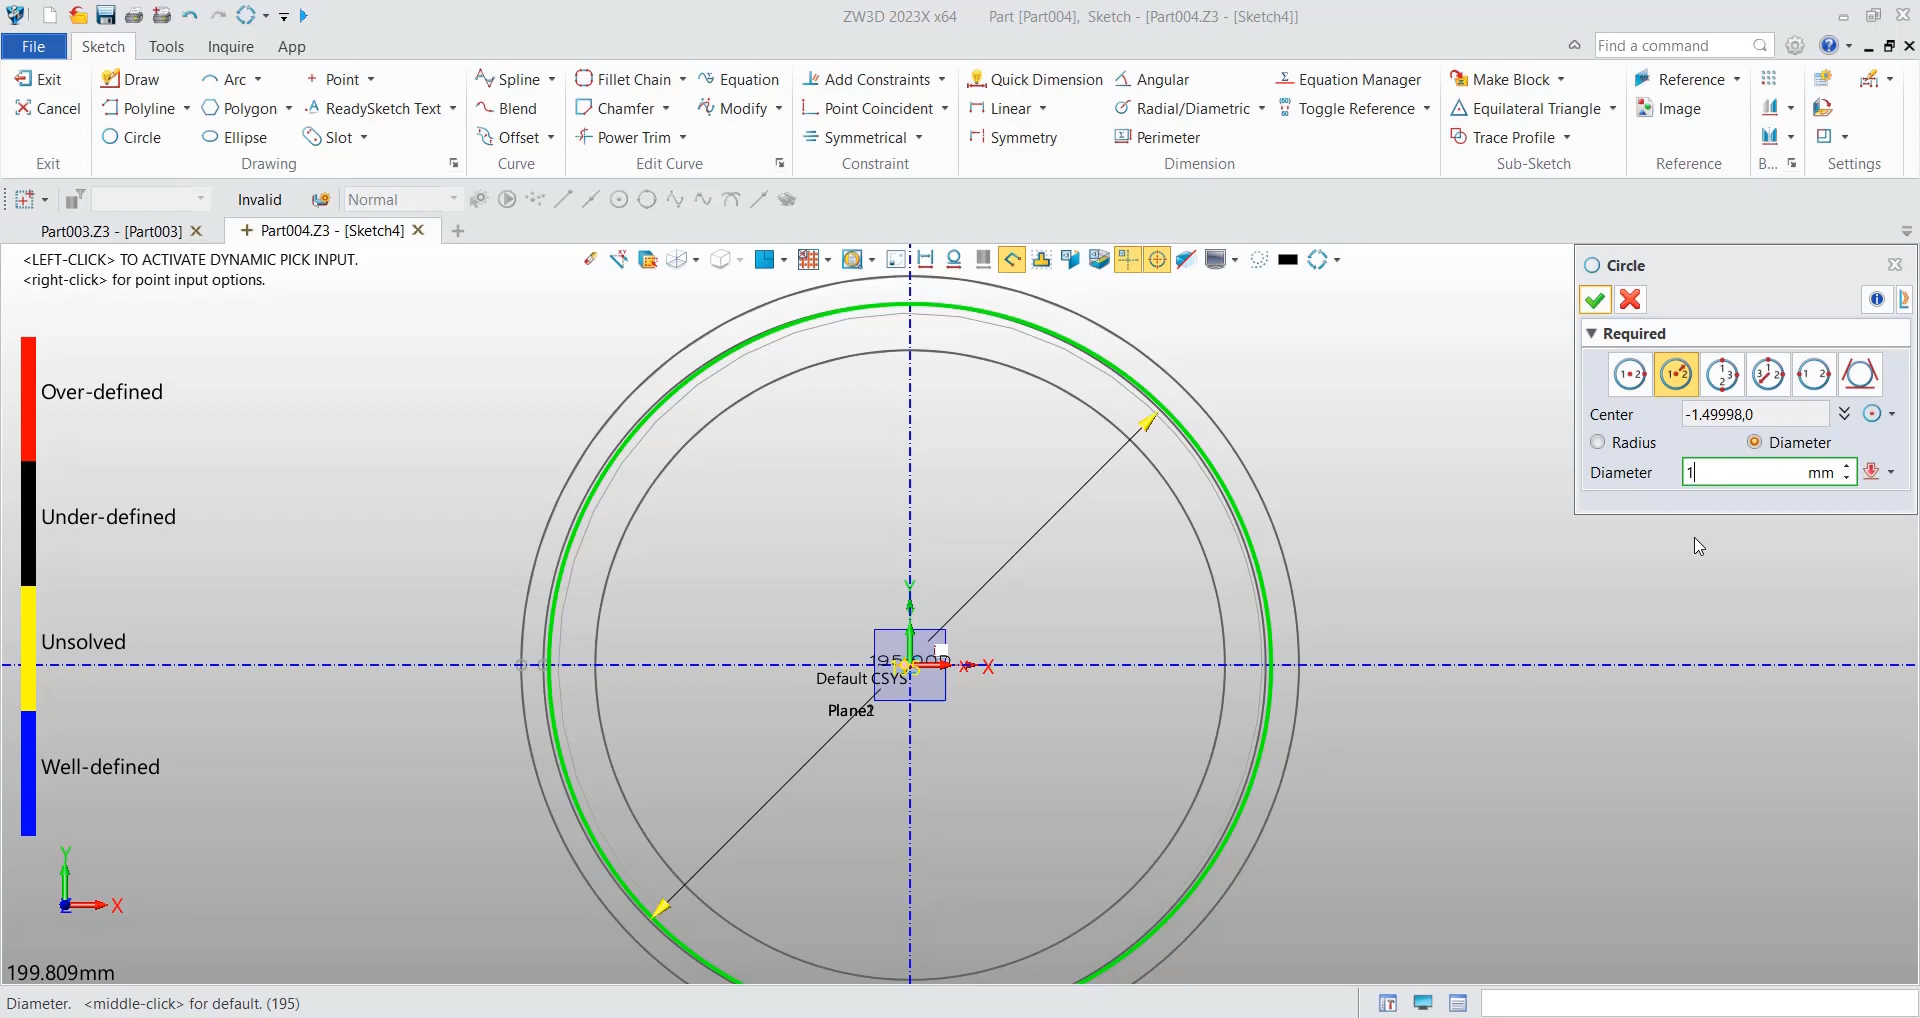 ZW3D 2023X x64 Part [Part004], Sketch - [Part004.Z3 - [Sketch4]]
File Sketch Tools Inquire App Find a command
Exit Draw Arc Point Spline Fillet Chain Equation Add Constraints Quick Dimension Angular Equation Manager Make Block Reference
Cancel Polyline Polygon ReadySketch Text Blend Chamfer Modify Point Coincident Linear Radial/Diametric Toggle Reference Equilateral Triangle Image
Circle Ellipse Slot Offset Power Trim Symmetrical Symmetry Perimeter Trace Profile
Exit Drawing Curve Edit Curve Constraint Dimension Sub-Sketch Reference B... Settings
Invalid Normal
Part003.Z3 - [Part003] Part004.Z3 - [Sketch4]
<LEFT-CLICK> TO ACTIVATE DYNAMIC PICK INPUT.
<right-click> for point input options.
Circle
Required
Center -1.49998,0
Radius Diameter
Diameter 1 mm
Over-defined
Under-defined
Unsolved
Well-defined
Y
X X
Default CSYS
Y
X
Z
199.809mm
Diameter. <middle-click> for default. (195)